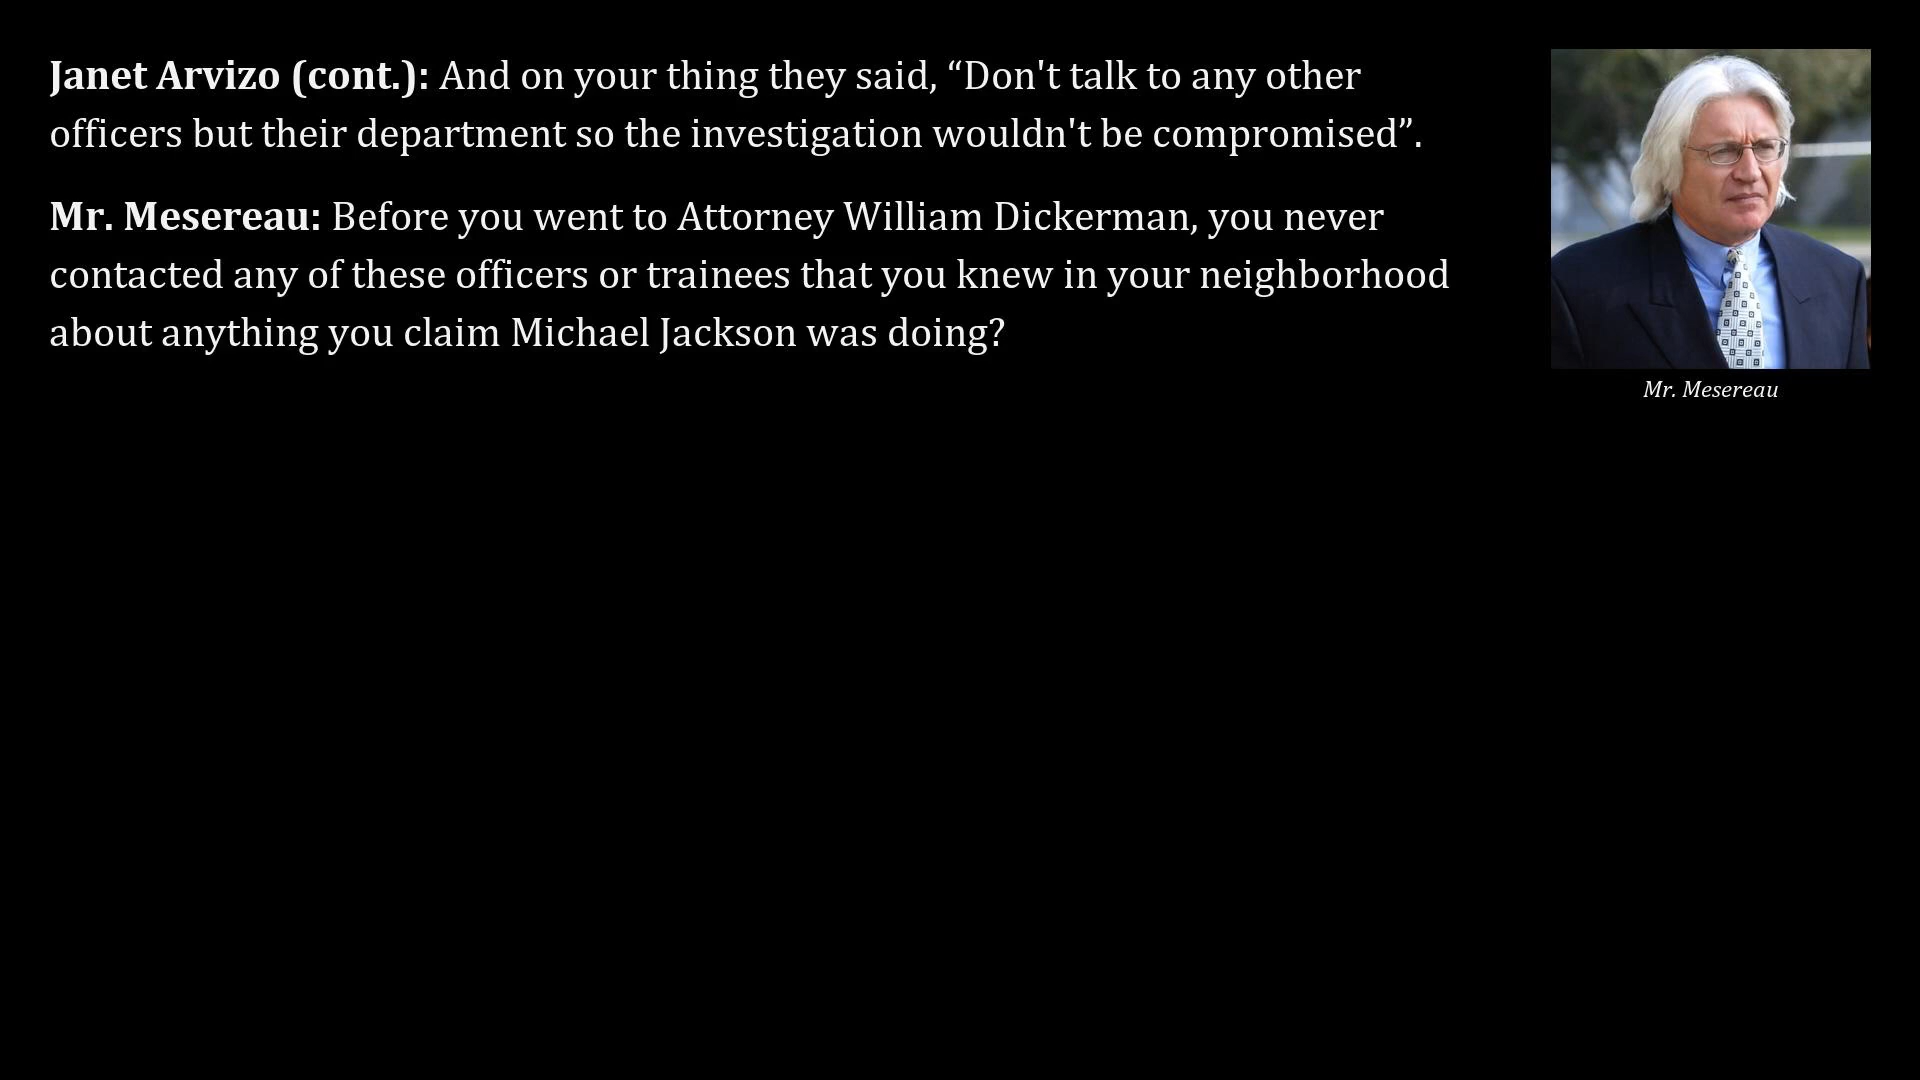 Janet Arvizo (cont.): And on your thing they said, “Don't talk to any other
officers but their department so the investigation wouldn't be compromised”.
Mr. Mesereau: Before you went to Attorney William Dickerman, you never
contacted any of these officers or trainees that you knew in your neighborhood
about anything you claim Michael Jackson was doing?
Mr. Mesereau